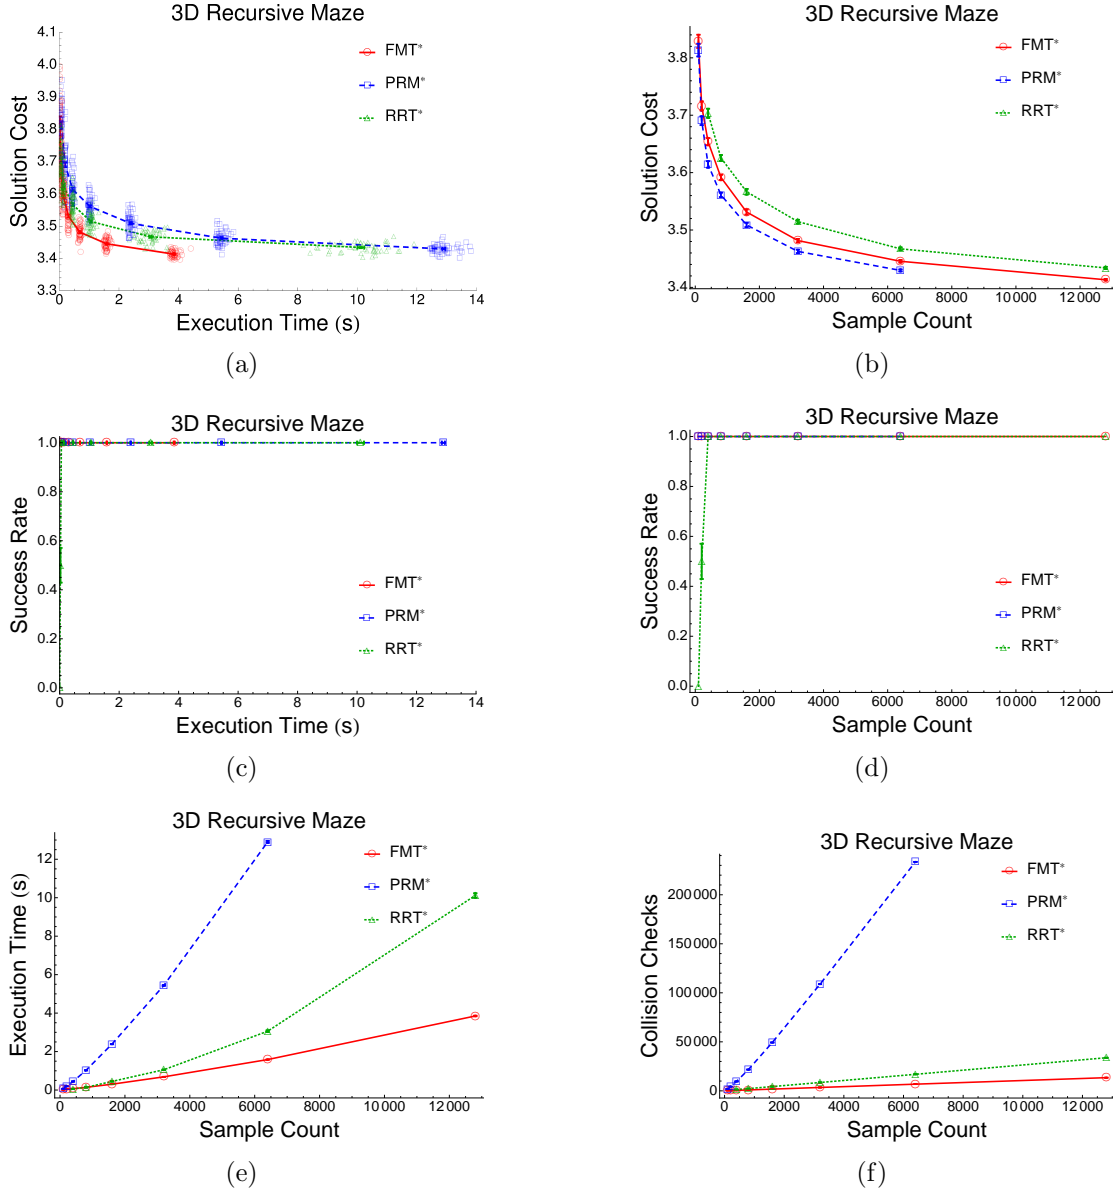 3D Recursive Maze
4.1
4.0
3.9
3.8
3.7
3.6
3.5
3.4
3.3
Solution Cost
FMT*
PRM*
RRT*
0 2 4 6 8 10 12 14
Execution Time (s)
(a)
3D Recursive Maze
3.8
3.7
3.6
3.5
3.4
Solution Cost
FMT*
PRM*
RRT*
0 2000 4000 6000 8000 10000 12000
Sample Count
(b)
3D Recursive Maze
1.0
0.8
0.6
0.4
0.2
0.0
Success Rate
FMT*
PRM*
RRT*
0 2 4 6 8 10 12 14
Execution Time (s)
(c)
3D Recursive Maze
1.0
0.8
0.6
0.4
0.2
0.0
Success Rate
FMT*
PRM*
RRT*
0 2000 4000 6000 8000 10000 12000
Sample Count
(d)
3D Recursive Maze
12
10
8
6
4
2
0
Execution Time (s)
FMT*
PRM*
RRT*
0 2000 4000 6000 8000 10000 12000
Sample Count
(e)
3D Recursive Maze
200000
150000
100000
50000
0
Collision Checks
FMT*
PRM*
RRT*
0 2000 4000 6000 8000 10000 12000
Sample Count
(f)